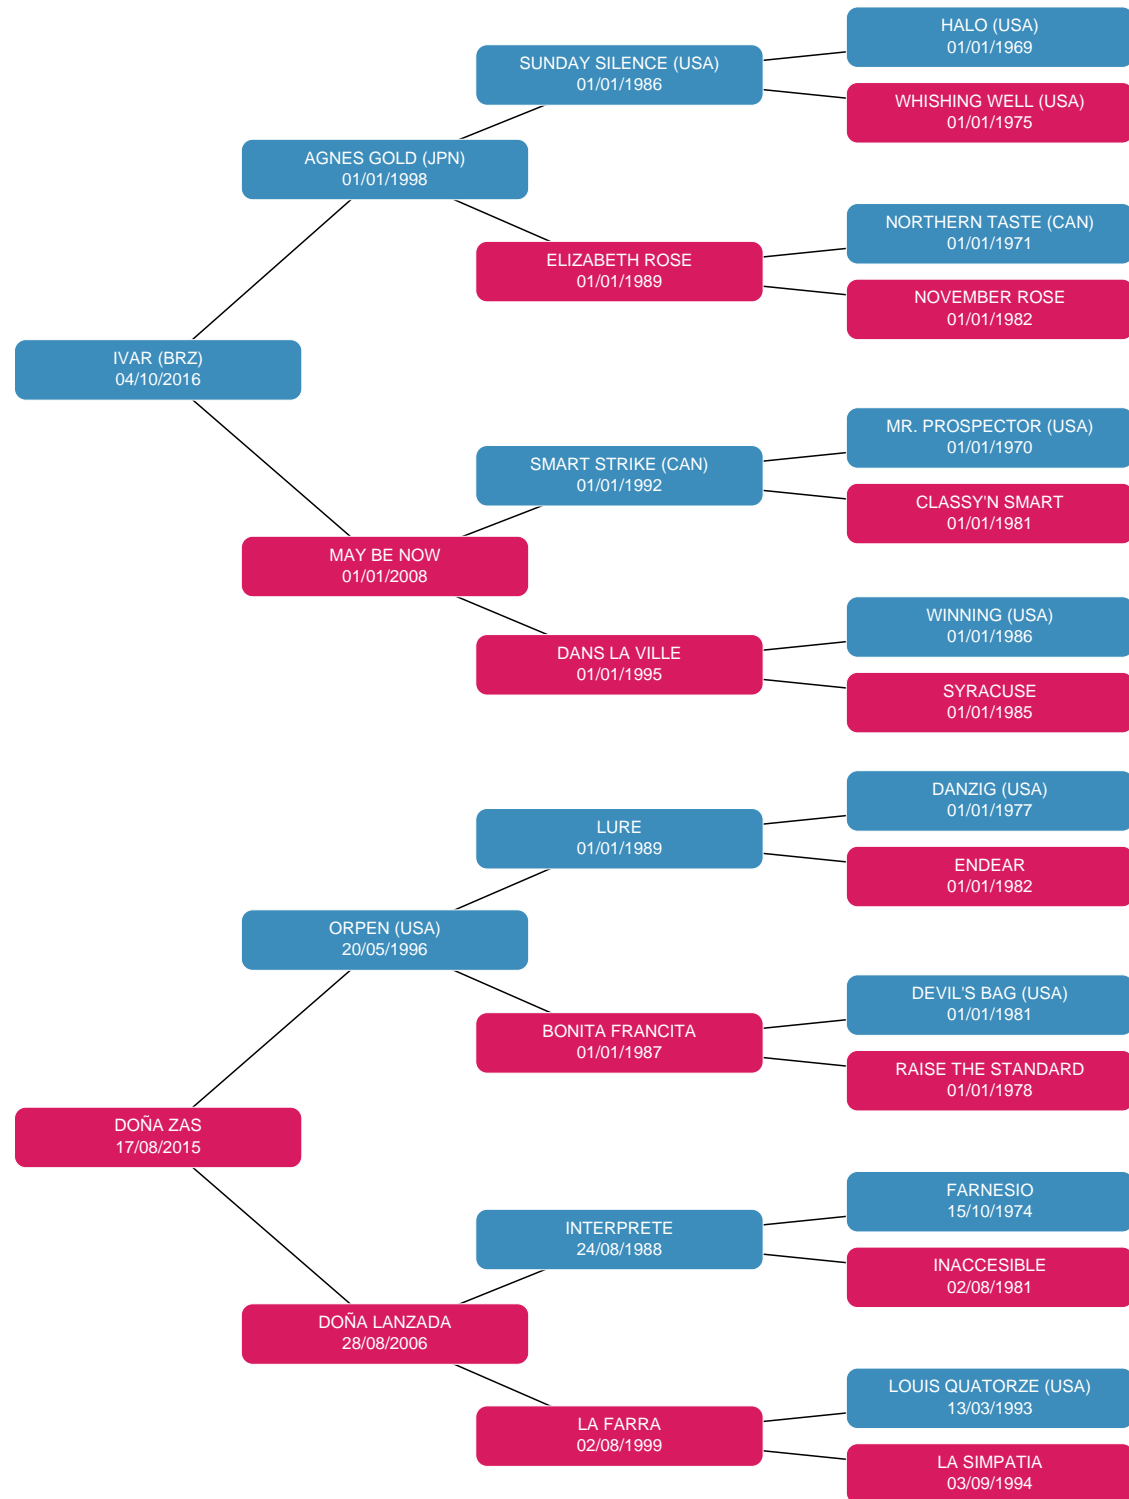 HALO (USA)
01/01/1969
SUNDAY SILENCE (USA)
01/01/1986
WHISHING WELL (USA)
01/01/1975
AGNES GOLD (JPN)
01/01/1998
NORTHERN TASTE (CAN)
01/01/1971
ELIZABETH ROSE
01/01/1989
NOVEMBER ROSE
01/01/1982
IVAR (BRZ)
04/10/2016
MR. PROSPECTOR (USA)
01/01/1970
SMART STRIKE (CAN)
01/01/1992
CLASSY'N SMART
01/01/1981
MAY BE NOW
01/01/2008
WINNING (USA)
01/01/1986
DANS LA VILLE
01/01/1995
SYRACUSE
01/01/1985
DANZIG (USA)
01/01/1977
LURE
01/01/1989
ENDEAR
01/01/1982
ORPEN (USA)
20/05/1996
DEVIL'S BAG (USA)
01/01/1981
BONITA FRANCITA
01/01/1987
RAISE THE STANDARD
01/01/1978
DOÑA ZAS
17/08/2015
FARNESIO
15/10/1974
INTERPRETE
24/08/1988
INACCESIBLE
02/08/1981
DOÑA LANZADA
28/08/2006
LOUIS QUATORZE (USA)
13/03/1993
LA FARRA
02/08/1999
LA SIMPATIA
03/09/1994